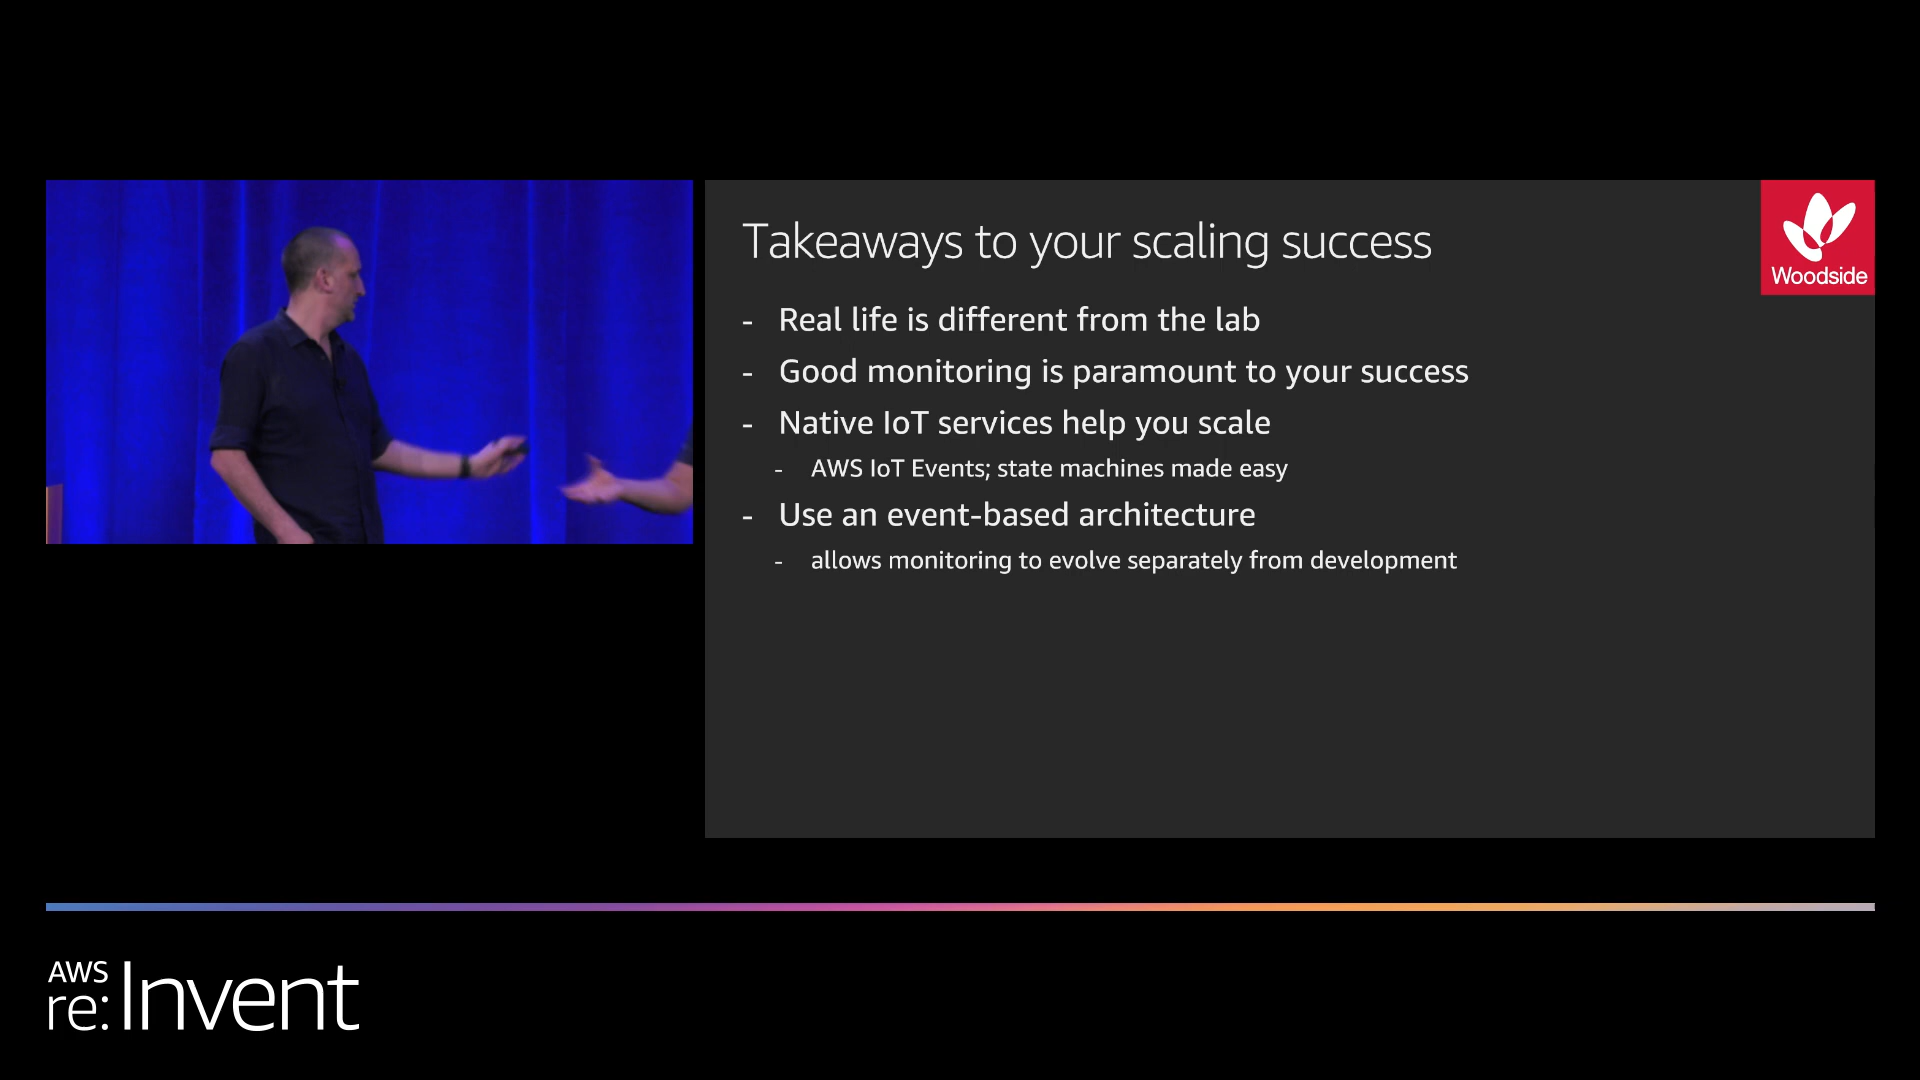 Takeaways to your scaling success
Woodside
- Real life is different from the lab
- Good monitoring is paramount to your success
- Native IoT services help you scale
- AWS IoT Events; state machines made easy
- Use an event-based architecture
- allows monitoring to evolve separately from development
AWS
re:Invent